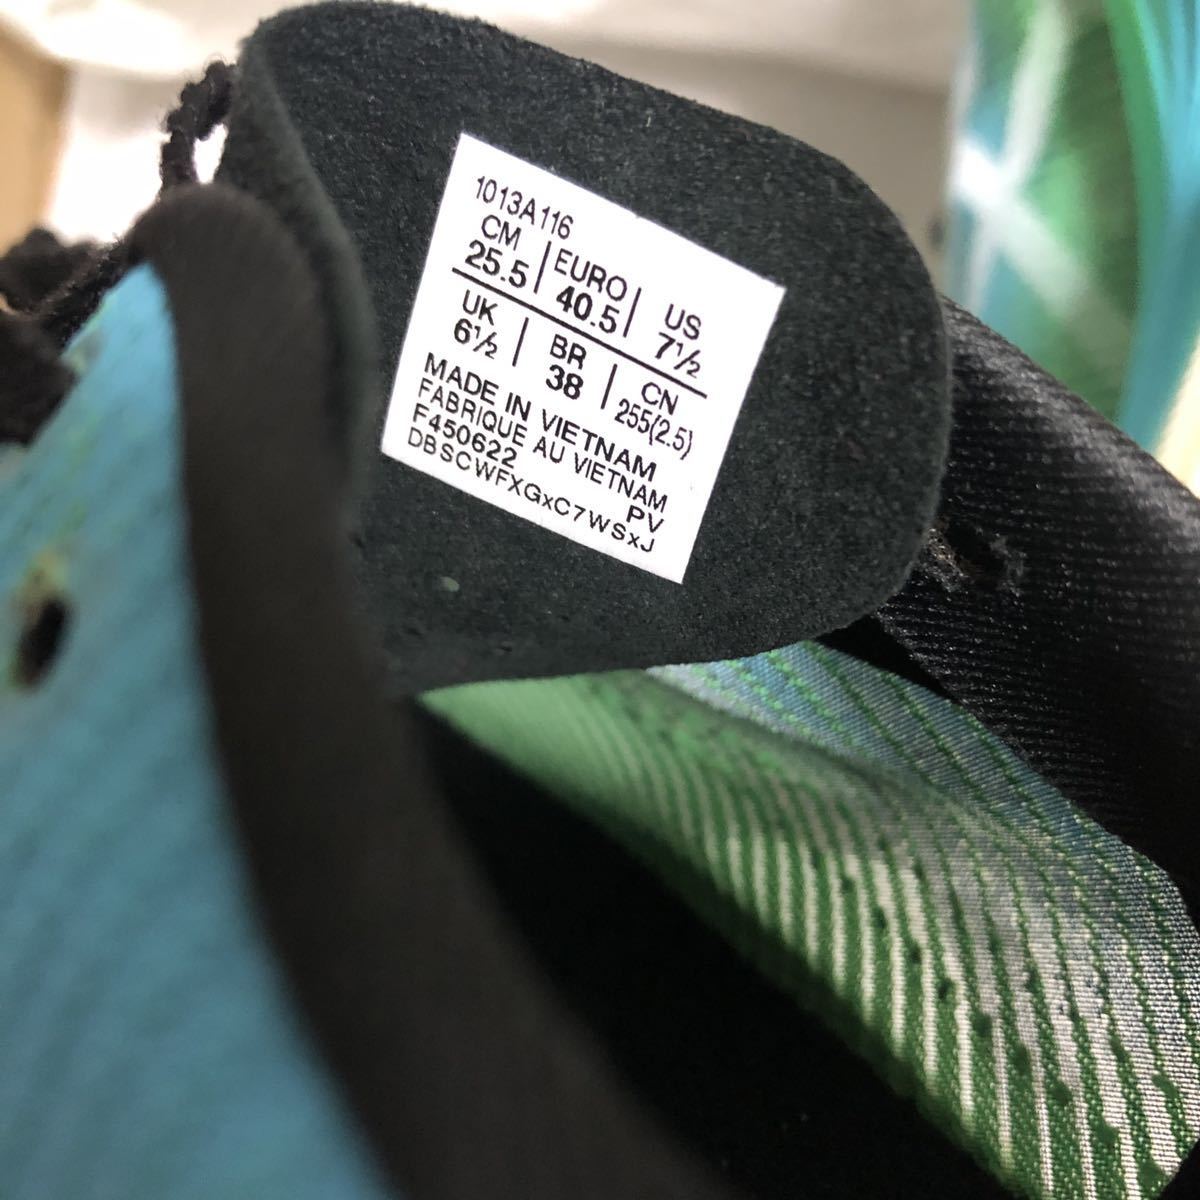 1013A116
CM EURO US
25.5 40.5 7½
UK BR CN
6½ 38 255(2.5)
MADE IN VIETNAM
FABRIQUE AU VIETNAM
F450622 PV
DBSCWFXGxC7WSxJ